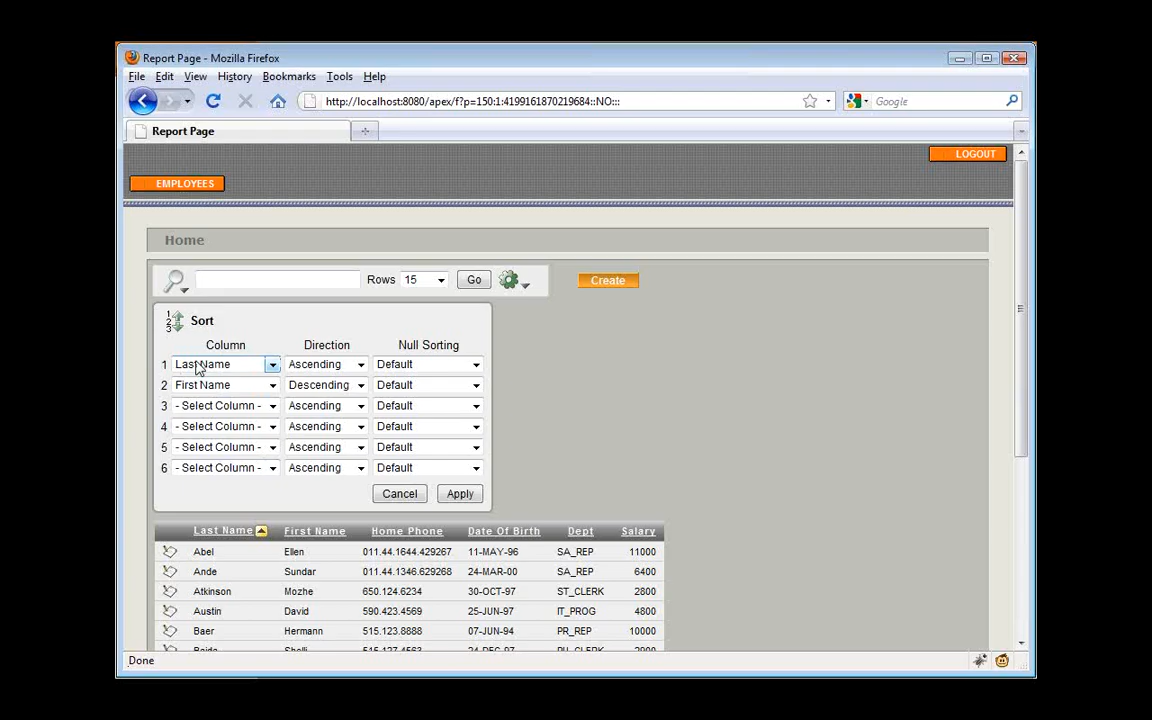 Report Page - Mozilla Firefox
File Edit View History Bookmarks Tools Help
http://localhost:8080/apex/f?p=150:1:4199161870219684::NO::: Google
Report Page
LOGOUT
EMPLOYEES
Home
Rows 15 Go Create
1 2 3 Sort
Column Direction Null Sorting
1 Last Name Ascending Default
2 First Name Descending Default
3 - Select Column - Ascending Default
4 - Select Column - Ascending Default
5 - Select Column - Ascending Default
6 - Select Column - Ascending Default
Cancel Apply
Last Name First Name Home Phone Date Of Birth Dept Salary
Abel Ellen 011.44.1644.429267 11-MAY-96 SA_REP 11000
Ande Sundar 011.44.1346.629268 24-MAR-00 SA_REP 6400
Atkinson Mozhe 650.124.6234 30-OCT-97 ST_CLERK 2800
Austin David 590.423.4569 25-JUN-97 IT_PROG 4800
Baer Hermann 515.123.8888 07-JUN-94 PR_REP 10000
Done